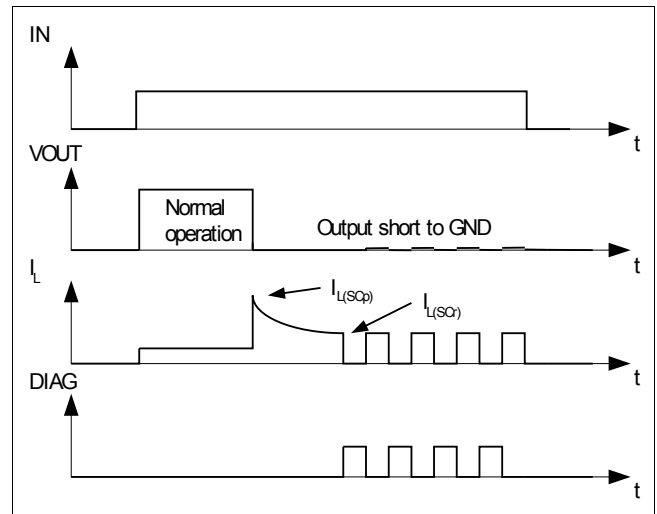 IN
t
VOUT
Normal
operation
Output short to GND
t
I_L
I_L(SCp)
I_L(SCr)
t
DIAG
t